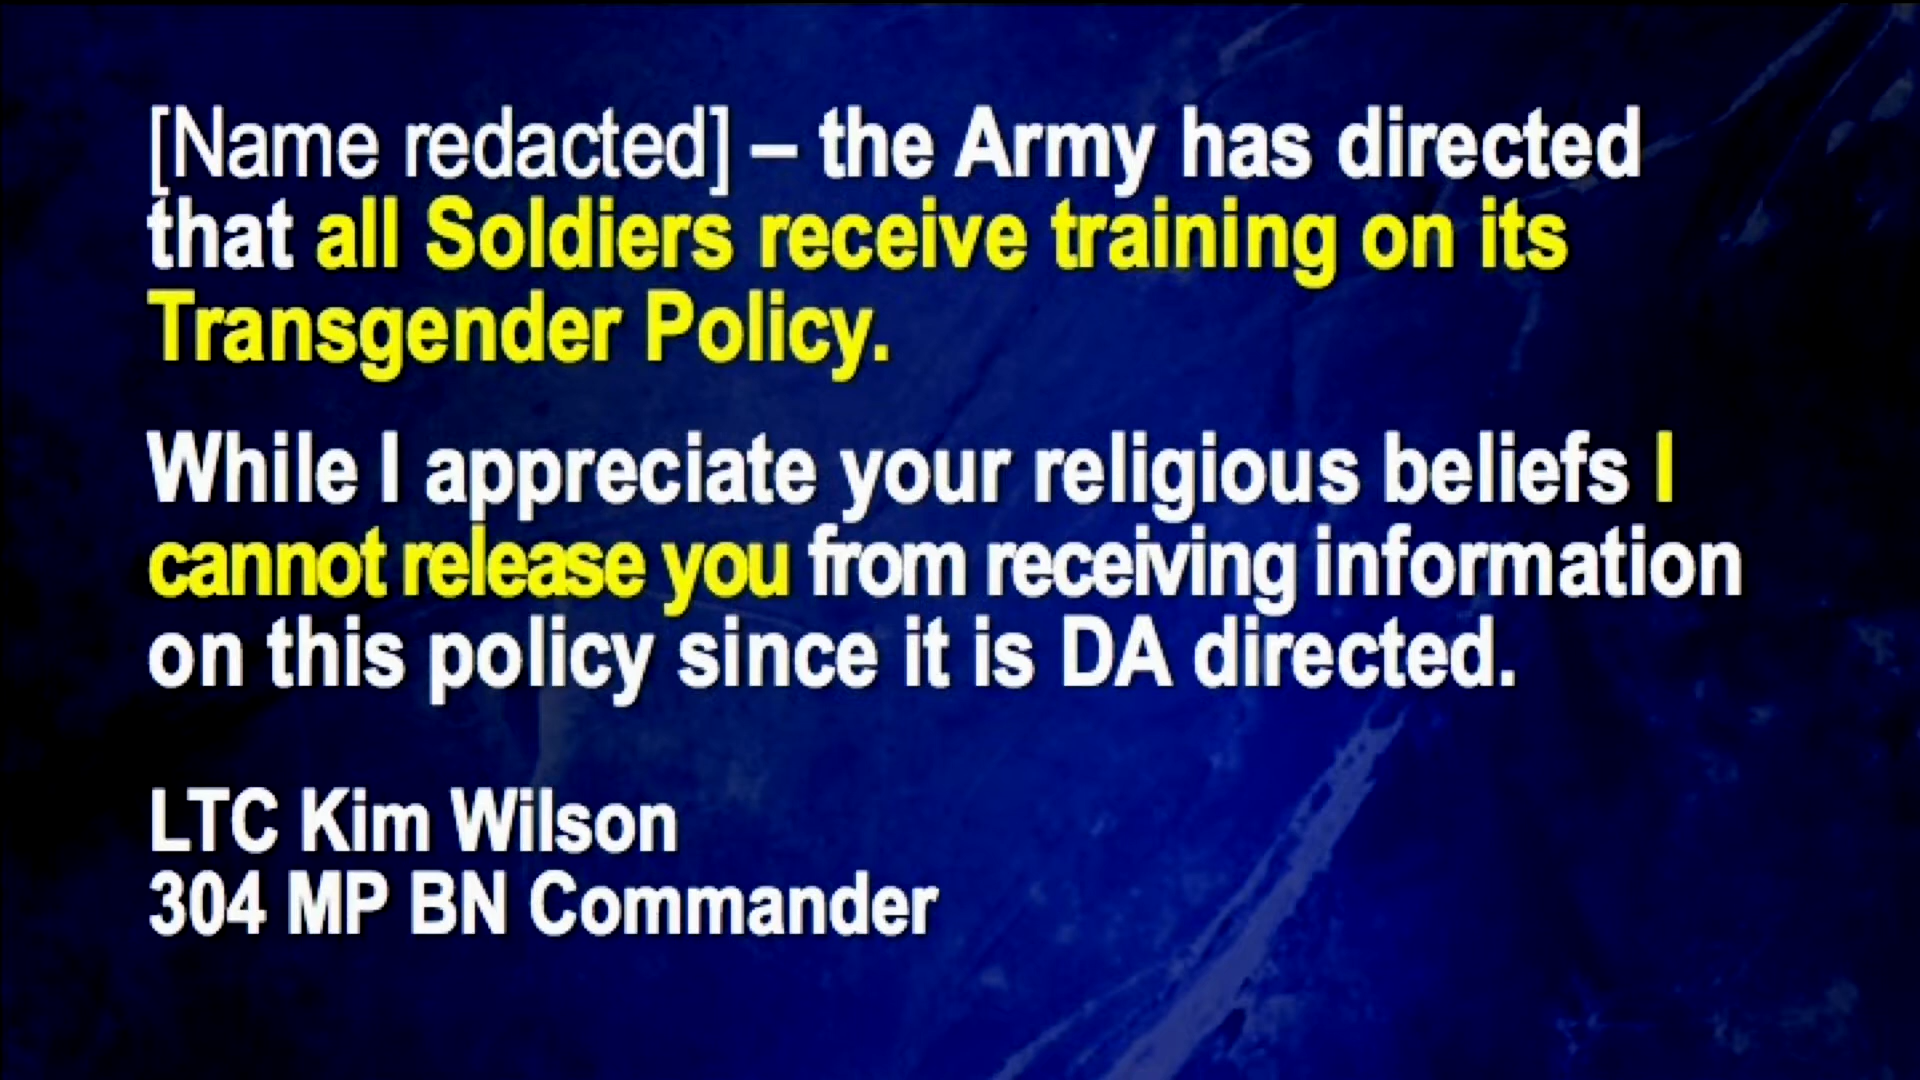 [Name redacted] – the Army has directed
that all Soldiers receive training on its
Transgender Policy.
While I appreciate your religious beliefs I
cannot release you from receiving information
on this policy since it is DA directed.
LTC Kim Wilson
304 MP BN Commander